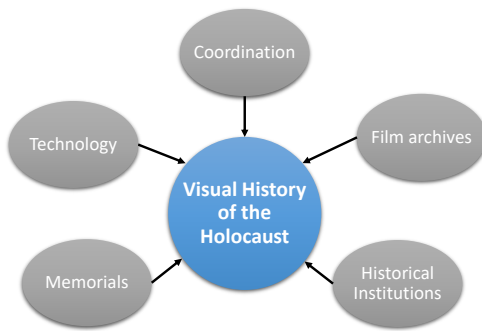 Coordination
Technology
Film archives
Visual History
of the
Holocaust
Memorials
Historical
Institutions